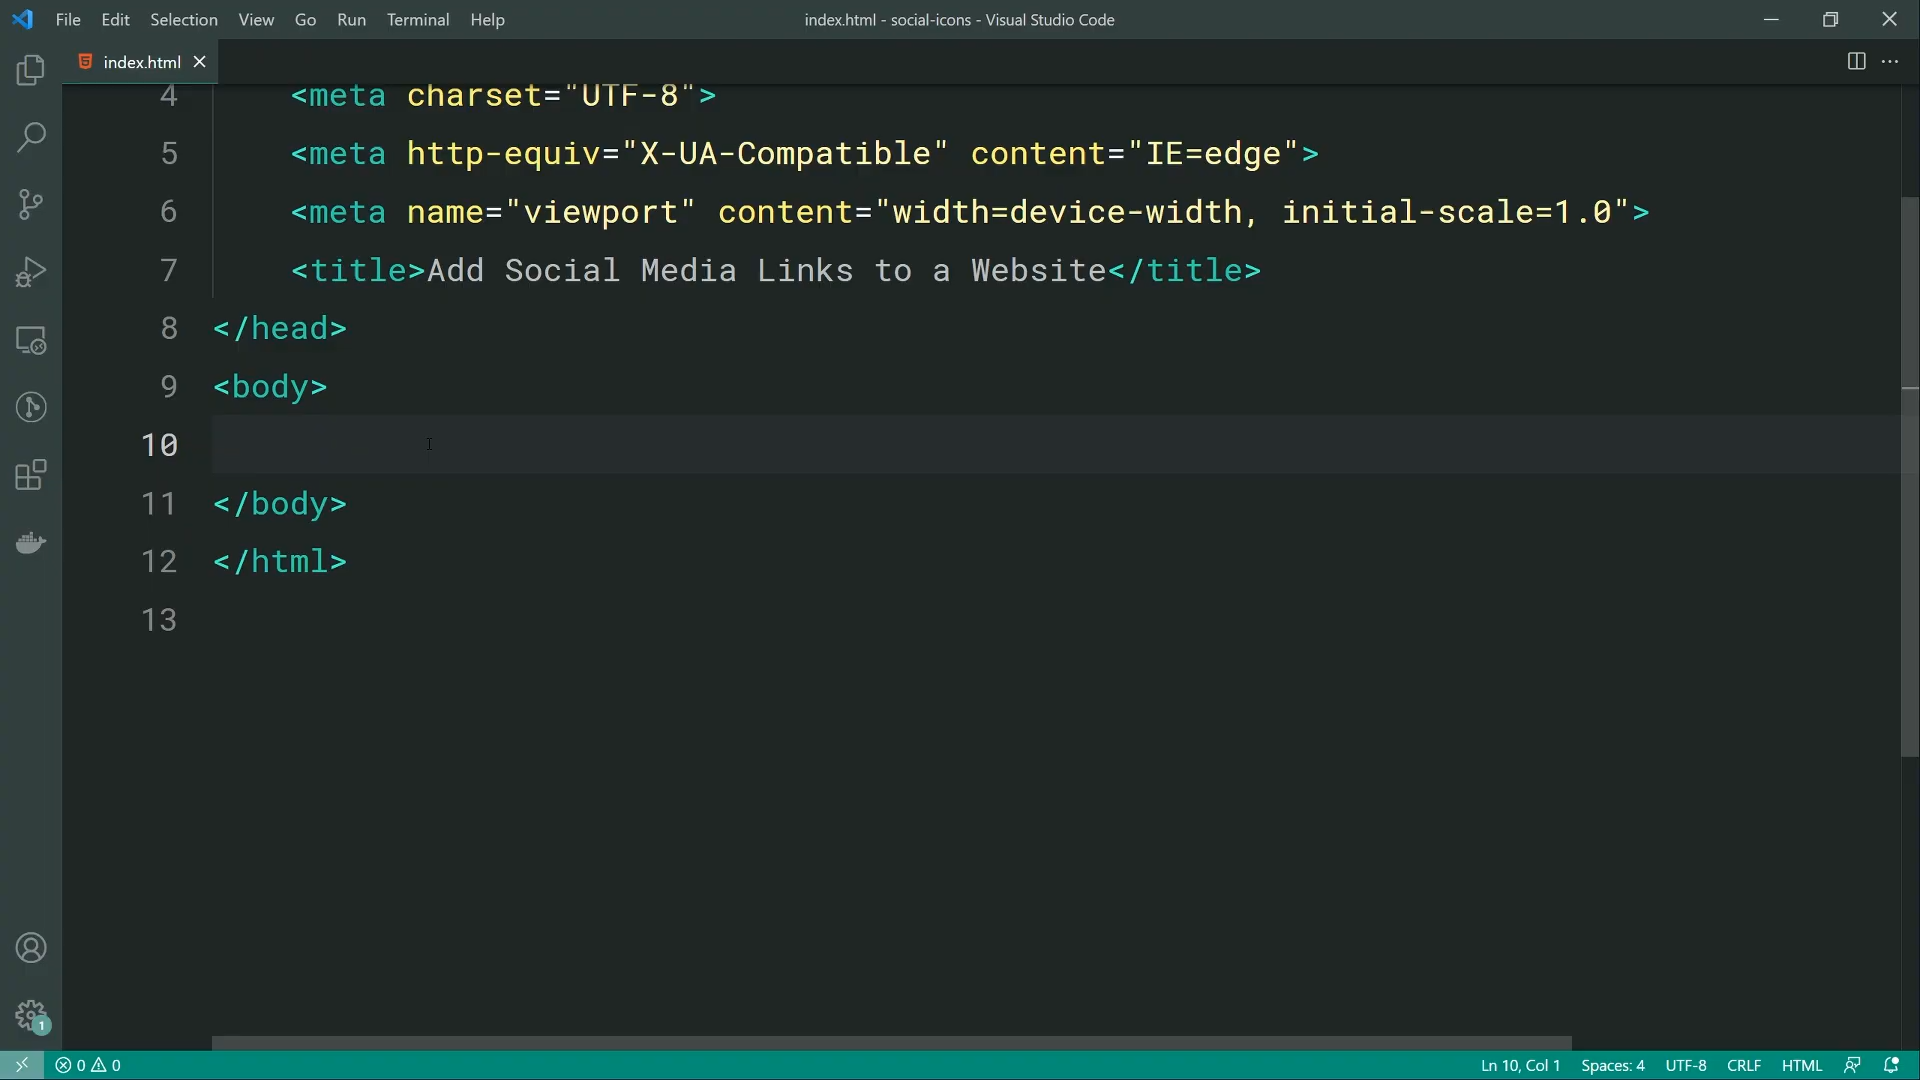 File Edit Selection View Go Run Terminal Help index.html - social-icons - Visual Studio Code
index.html
4 <meta charset="UTF-8">
5 <meta http-equiv="X-UA-Compatible" content="IE=edge">
6 <meta name="viewport" content="width=device-width, initial-scale=1.0">
7 <title>Add Social Media Links to a Website</title>
8 </head>
9 <body>
10
11 </body>
12 </html>
13
1
0 0 Ln 10, Col 1 Spaces: 4 UTF-8 CRLF HTML